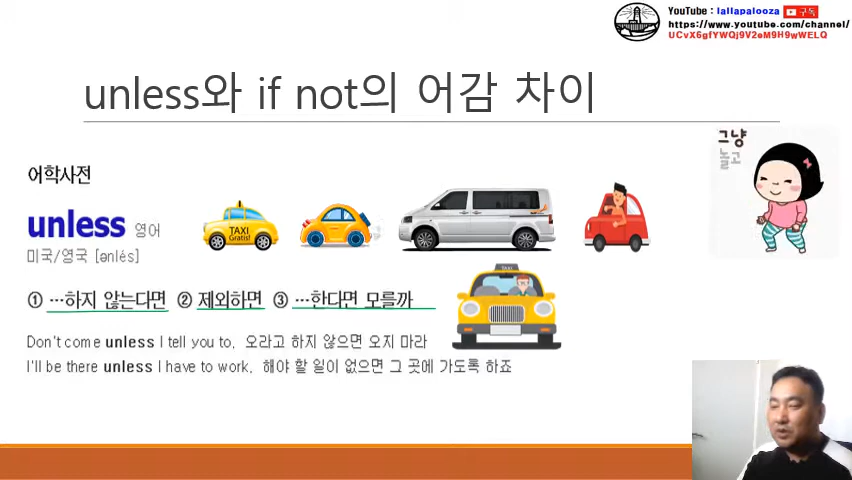 YouTube : lallapalooza 구독
https://www.youtube.com/channel/
UCvX6gfYWQj9V2eM9H9wWELQ
unless와 if not의 어감 차이
그냥
놀고
어학사전
unless 영어
미국/영국 [ənlés]
TAXI
Gratis!
① …하지 않는다면 ② 제외하면 ③ …한다면 모를까
TAXI
Don't come unless I tell you to. 오라고 하지 않으면 오지 마라
I'll be there unless I have to work. 해야 할 일이 없으면 그 곳에 가도록 하죠